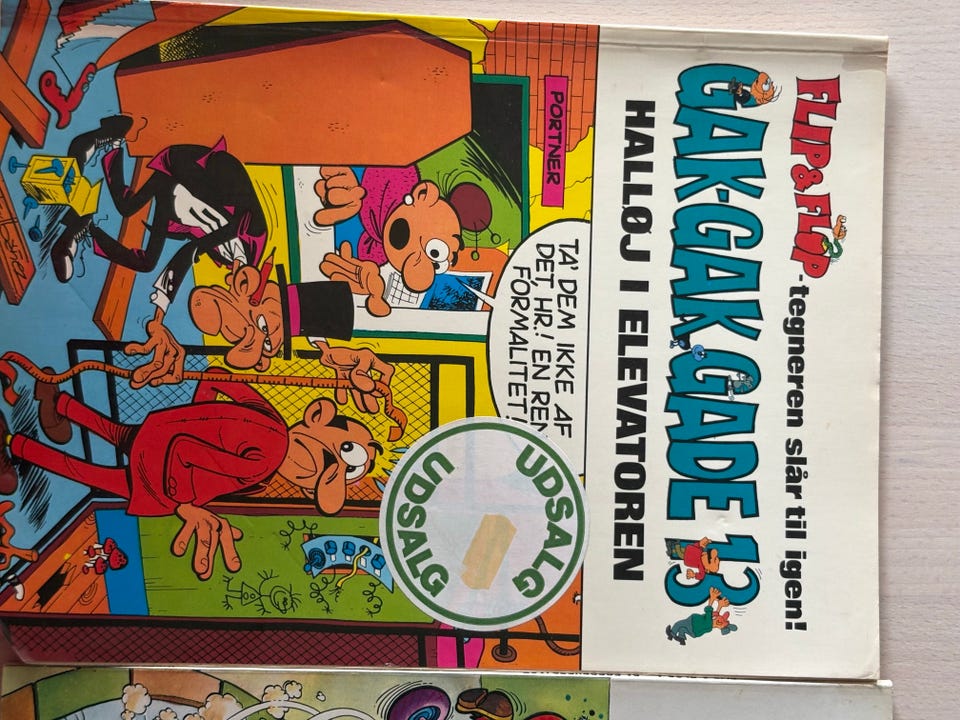 FLIP & FLOP-tegneren slår til igen!
GAK-GAK GADE 13
HALLØJ I ELEVATOREN
PORTNER
TA' DEM IKKE AF
DET, HR.! EN REN
FORMALITET!
UDSALG
UDSALG